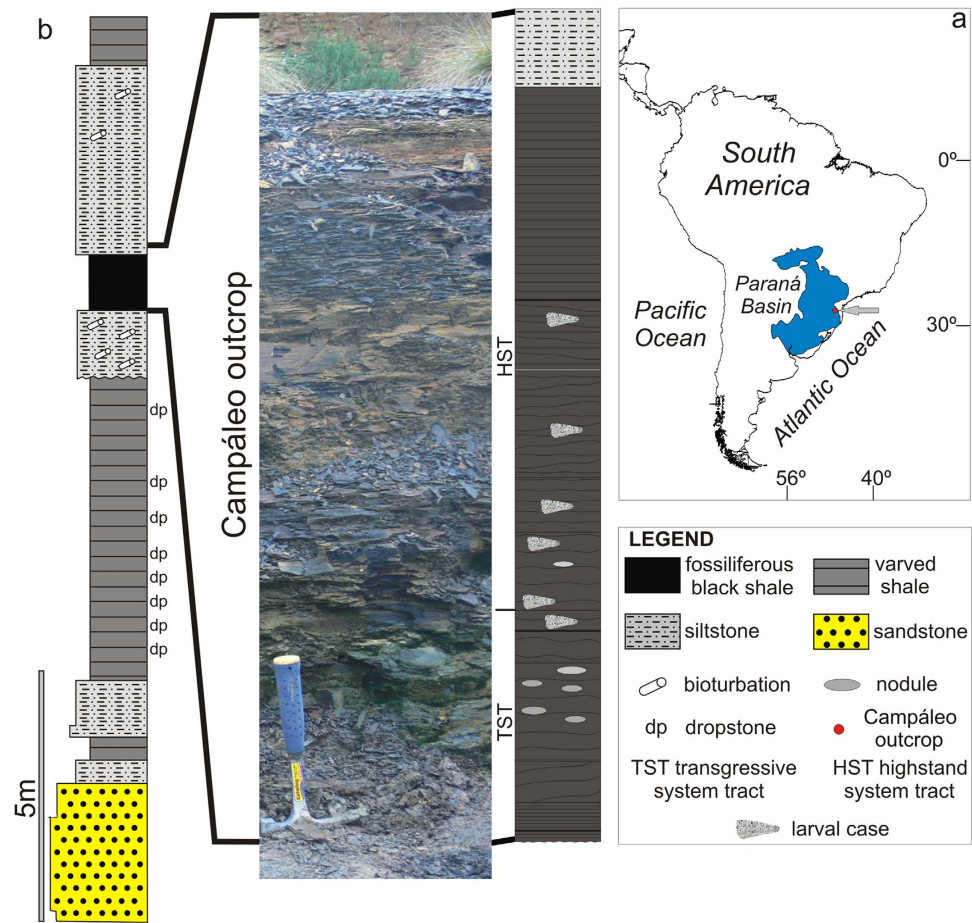 b
a
South
America
0º
Paraná
Basin
Pacific
Ocean
30º
Atlantic Ocean
56º
40º
Campáleo outcrop
HST
TST
dp
dp
dp
dp
dp
dp
dp
dp
5m
LEGEND
fossiliferous
black shale
varved
shale
siltstone
sandstone
bioturbation
nodule
dp dropstone
Campáleo
outcrop
TST transgressive
system tract
HST highstand
system tract
larval case